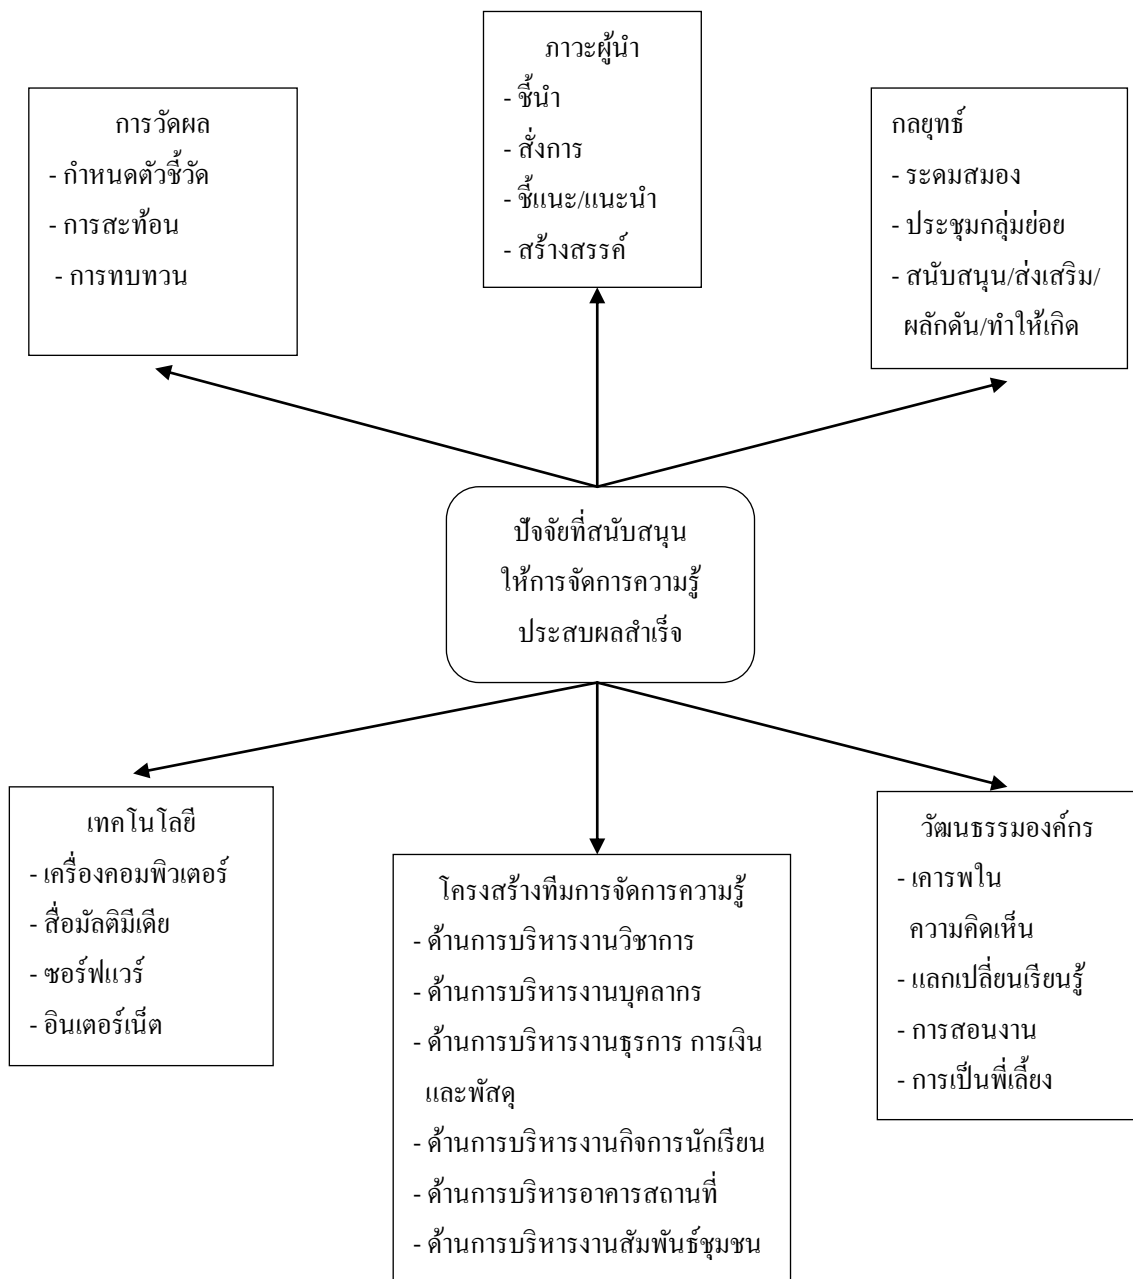 ภาวะผู้นำ
- ชี้นำ
- สั่งการ
- ชี้แนะ/แนะนำ
- สร้างสรรค์
การวัดผล
- กำหนดตัวชี้วัด
- การสะท้อน
- การทบทวน
กลยุทธ์
- ระดมสมอง
- ประชุมกลุ่มย่อย
- สนับสนุน/ส่งเสริม/
ผลักดัน/ทำให้เกิด
ปัจจัยที่สนับสนุน
ให้การจัดการความรู้
ประสบผลสำเร็จ
เทคโนโลยี
- เครื่องคอมพิวเตอร์
- สื่อมัลติมีเดีย
- ซอร์ฟแวร์
- อินเตอร์เน็ต
โครงสร้างทีมการจัดการความรู้
- ด้านการบริหารงานวิชาการ
- ด้านการบริหารงานบุคลากร
- ด้านการบริหารงานธุรการ การเงิน
และพัสดุ
- ด้านการบริหารงานกิจการนักเรียน
- ด้านการบริหารอาคารสถานที่
- ด้านการบริหารงานสัมพันธ์ชุมชน
วัฒนธรรมองค์กร
- เคารพใน
ความคิดเห็น
- แลกเปลี่ยนเรียนรู้
- การสอนงาน
- การเป็นพี่เลี้ยง